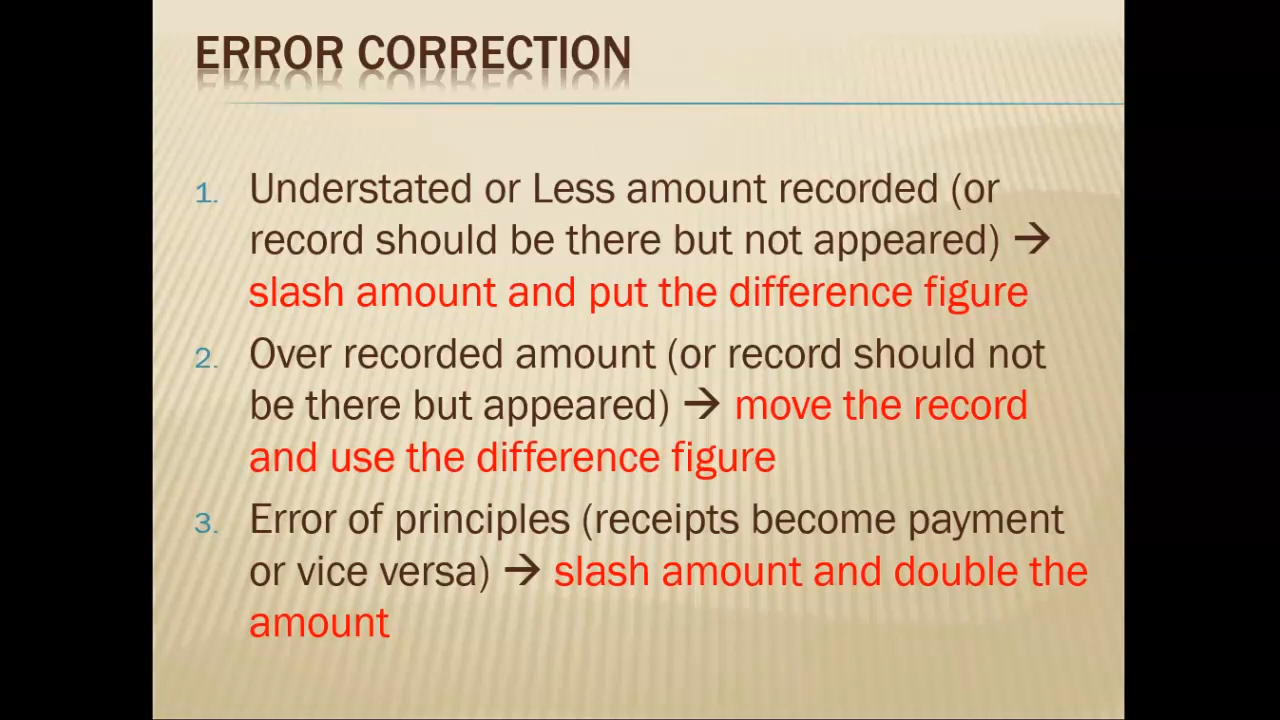 ERROR CORRECTION
1. Understated or Less amount recorded (or
record should be there but not appeared) →
slash amount and put the difference figure
2. Over recorded amount (or record should not
be there but appeared) → move the record
and use the difference figure
3. Error of principles (receipts become payment
or vice versa) → slash amount and double the
amount